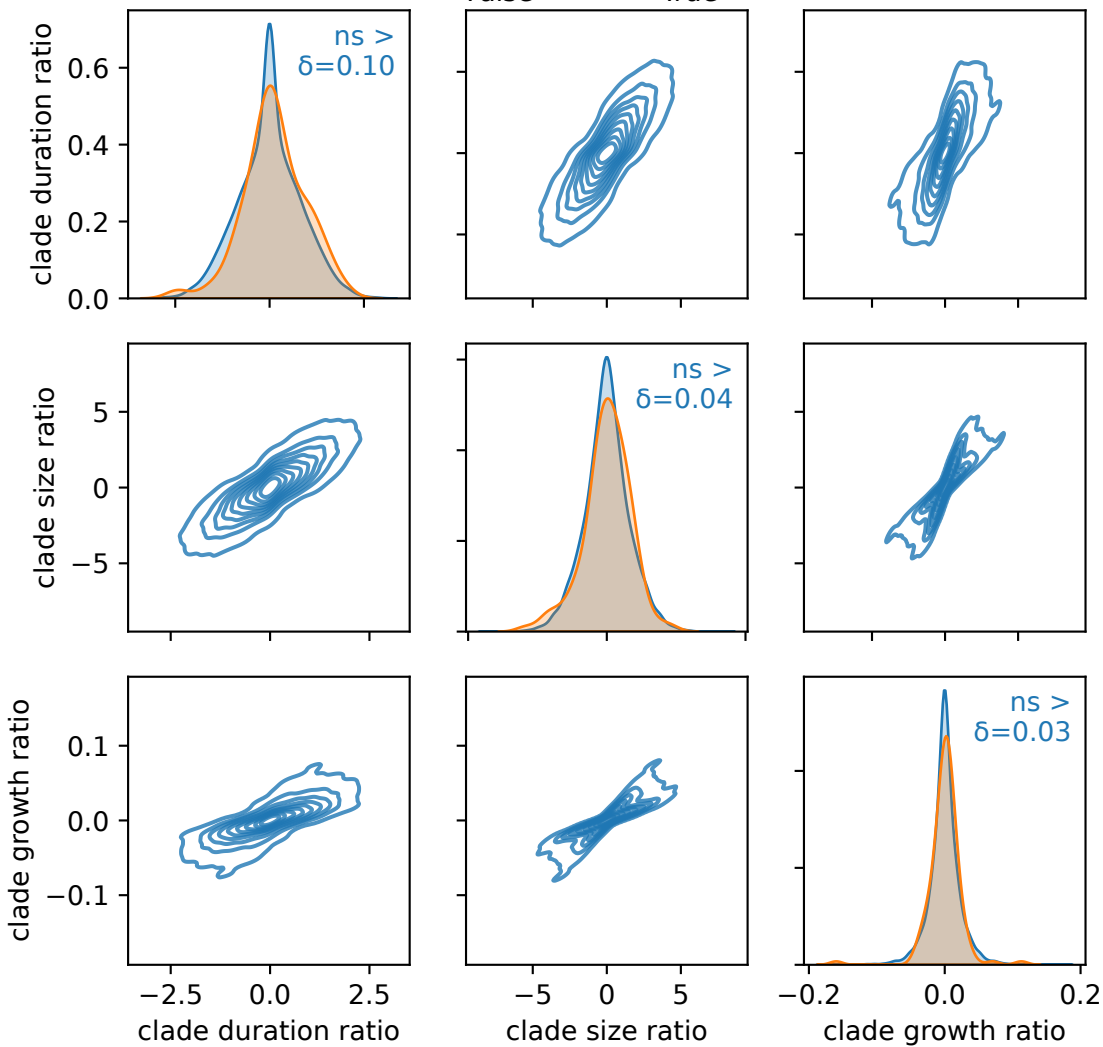 clade duration ratio
0.6
0.4
0.2
0.0
ns >
δ=0.10
clade size ratio
5
0
−5
ns >
δ=0.04
clade growth ratio
0.1
0.0
−0.1
ns >
δ=0.03
−2.5 0.0 2.5
−5 0 5
−0.2 0.0 0.2
clade duration ratio
clade size ratio
clade growth ratio